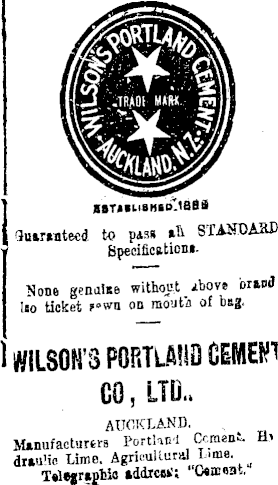 WILSON'S PORTLAND CEMENT
AUCKLAND. N.Z.
TRADE MARK.
ESTABLISHED
Guaranteed to pass all STANDARD
Specifications.
None genuine without above brand
ticket sewn on mouth of bag.
WILSON'S PORTLAND CEMENT
CO, LTD.,
AUCKLAND.
Manufacturers Portland Cement. Hy
draulic Lime. Agricultural Lime.
Telegraphic address: "Cement."